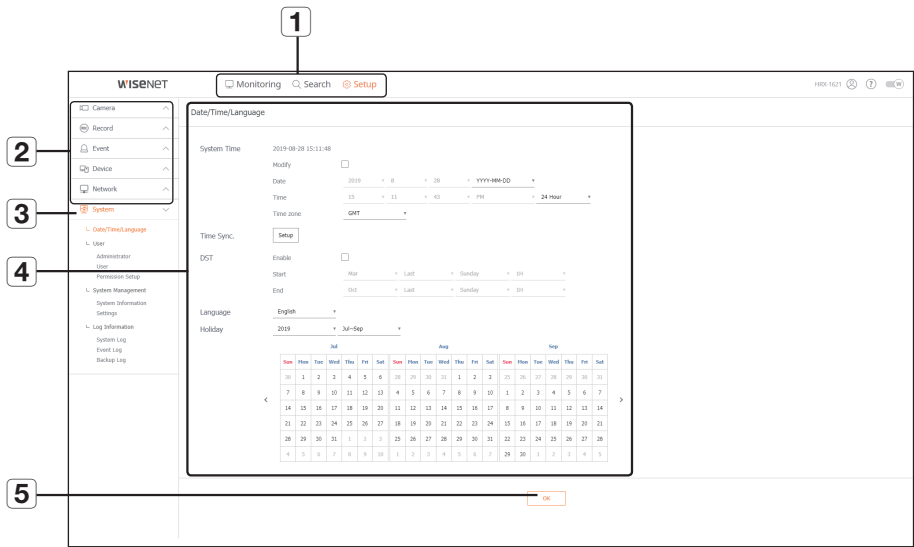 1
WISENET Monitoring Search Setup HRX-1621 ? W
2
3
4
5
Camera
Record
Event
Device
Network
System
Date/Time/Language
User
Administrator
User
Permission Setup
System Management
System Information
Settings
Log Information
System Log
Event Log
Backup Log
Date/Time/Language
System Time 2019-08-28 15:11:48
Modify
Date 2019 8 28 YYYY-MM-DD
Time 15 11 43 PM 24 Hour
Time zone GMT
Time Sync. Setup
DST Enable
Start Mar Last Sunday 1H
End Oct Last Sunday 1H
Language English
Holiday 2019 Jul~Sep
Jul Aug Sep
Sun Mon Tue Wed Thu Fri Sat Sun Mon Tue Wed Thu Fri Sat Sun Mon Tue Wed Thu Fri Sat
30 1 2 3 4 5 6 28 29 30 31 1 2 3 25 26 27 28 29 30 31
7 8 9 10 11 12 13 4 5 6 7 8 9 10 1 2 3 4 5 6 7
14 15 16 17 18 19 20 11 12 13 14 15 16 17 8 9 10 11 12 13 14
21 22 23 24 25 26 27 18 19 20 21 22 23 24 15 16 17 18 19 20 21
28 29 30 31 1 2 3 25 26 27 28 29 30 31 22 23 24 25 26 27 28
4 5 6 7 8 9 10 1 2 3 4 5 6 7 29 30 1 2 3 4 5
OK